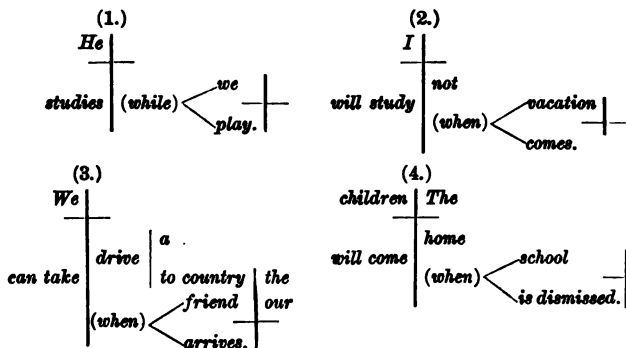 (1.)
He
studies (while) we
play.
(2.)
I
not
will study (when) vacation
comes.
(3.)
We
drive a
can take to country the
friend our
(when)
arrives.
(4.)
children The
home
will come (when) school
is dismissed.